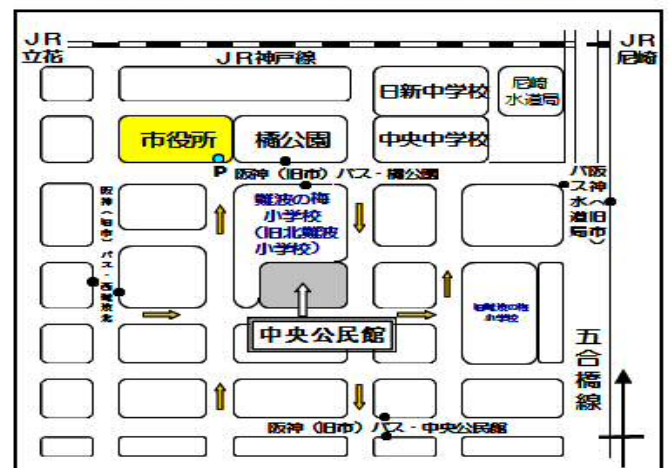 JR
立花
JR
尼崎
JR神戸線
日新中学校
尼崎
水道局
市役所
橘公園
中央中学校
P
阪神（旧市）バス・橘公園
難波の梅
小学校
（旧北難波
小学校）
阪神（旧市）
バス・西難波北
阪神（旧市）
バス水道局
旧難波の梅
小学校
中央公民館
五合橋線
阪神（旧市）バス・中央公民館